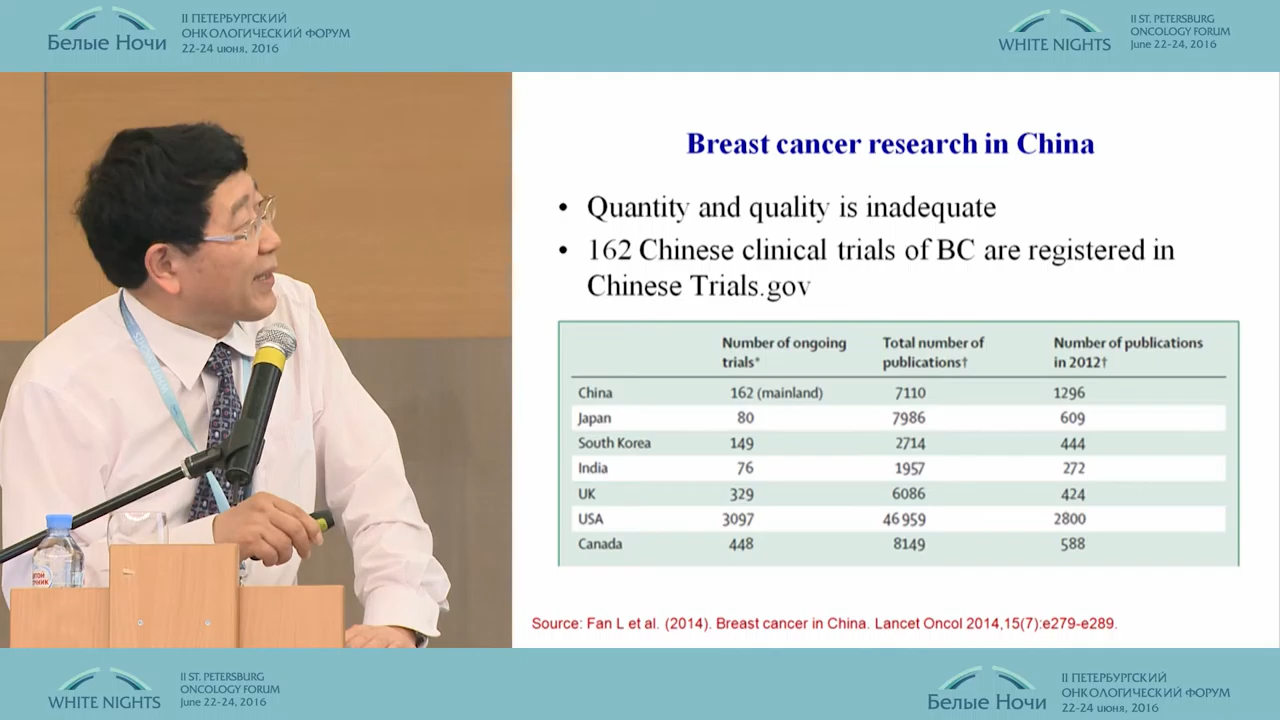 II ПЕТЕРБУРГСКИЙ
ОНКОЛОГИЧЕСКИЙ ФОРУМ
Белые Ночи
22-24 июня, 2016
II ST. PETERSBURG
ONCOLOGY FORUM
WHITE NIGHTS
June 22-24, 2016
Breast cancer research in China
• Quantity and quality is inadequate
• 162 Chinese clinical trials of BC are registered in
Chinese Trials.gov
Number of ongoing trials* Total number of publications† Number of publications in 2012†
China 162 (mainland) 7110 1296
Japan 80 7986 609
South Korea 149 2714 444
India 76 1957 272
UK 329 6086 424
USA 3097 46 959 2800
Canada 448 8149 588
Source: Fan L et al. (2014). Breast cancer in China. Lancet Oncol 2014,15(7):e279-e289.
II ST. PETERSBURG
ONCOLOGY FORUM
WHITE NIGHTS
June 22-24, 2016
II ПЕТЕРБУРГСКИЙ
ОНКОЛОГИЧЕСКИЙ ФОРУМ
Белые Ночи
22-24 июня, 2016